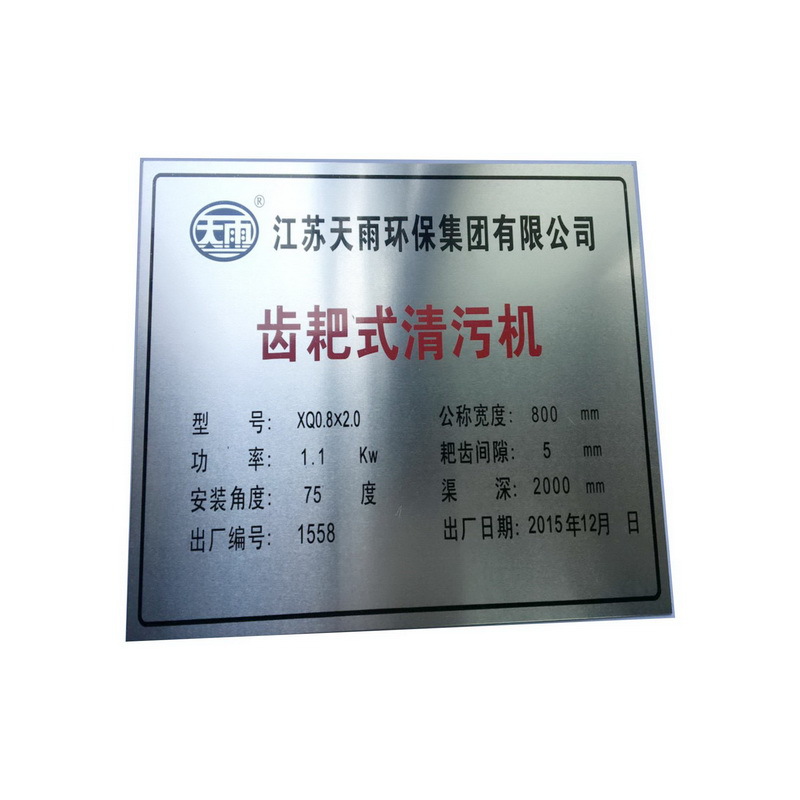 天雨® 江苏天雨环保集团有限公司
齿耙式清污机
型 号: XQ0.8×2.0 公称宽度: 800 mm
功 率: 1.1 Kw 耙齿间隙: 5 mm
安装角度: 75 度 渠 深: 2000 mm
出厂编号: 1558 出厂日期: 2015年12月 日